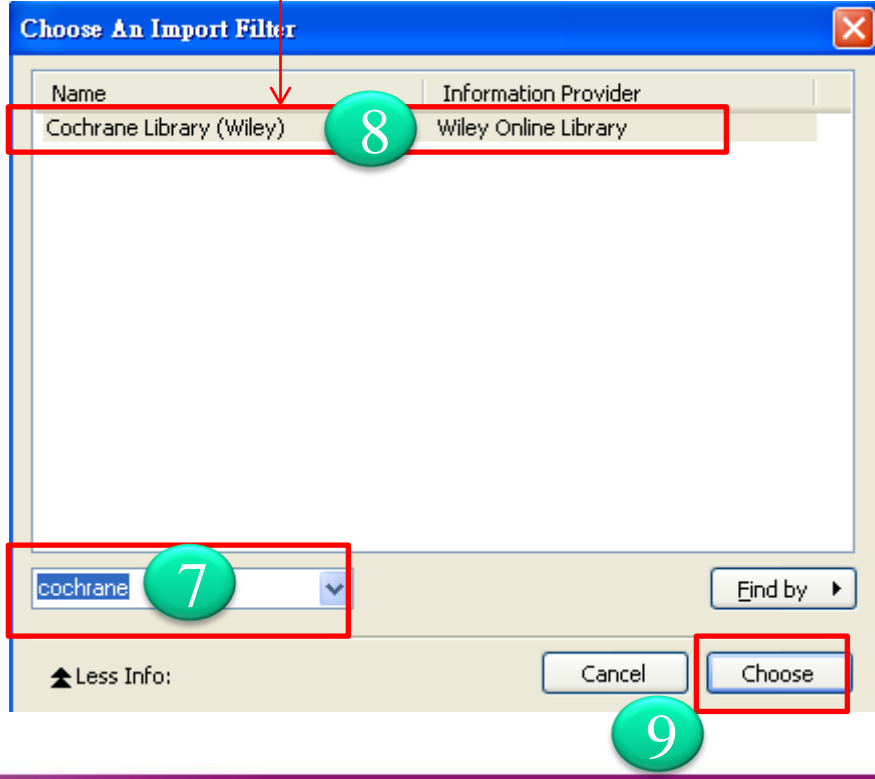 Choose An Import Filter
Name Information Provider
Cochrane Library (Wiley) 8 Wiley Online Library
cochrane 7 Find by
Less Info: Cancel Choose
9